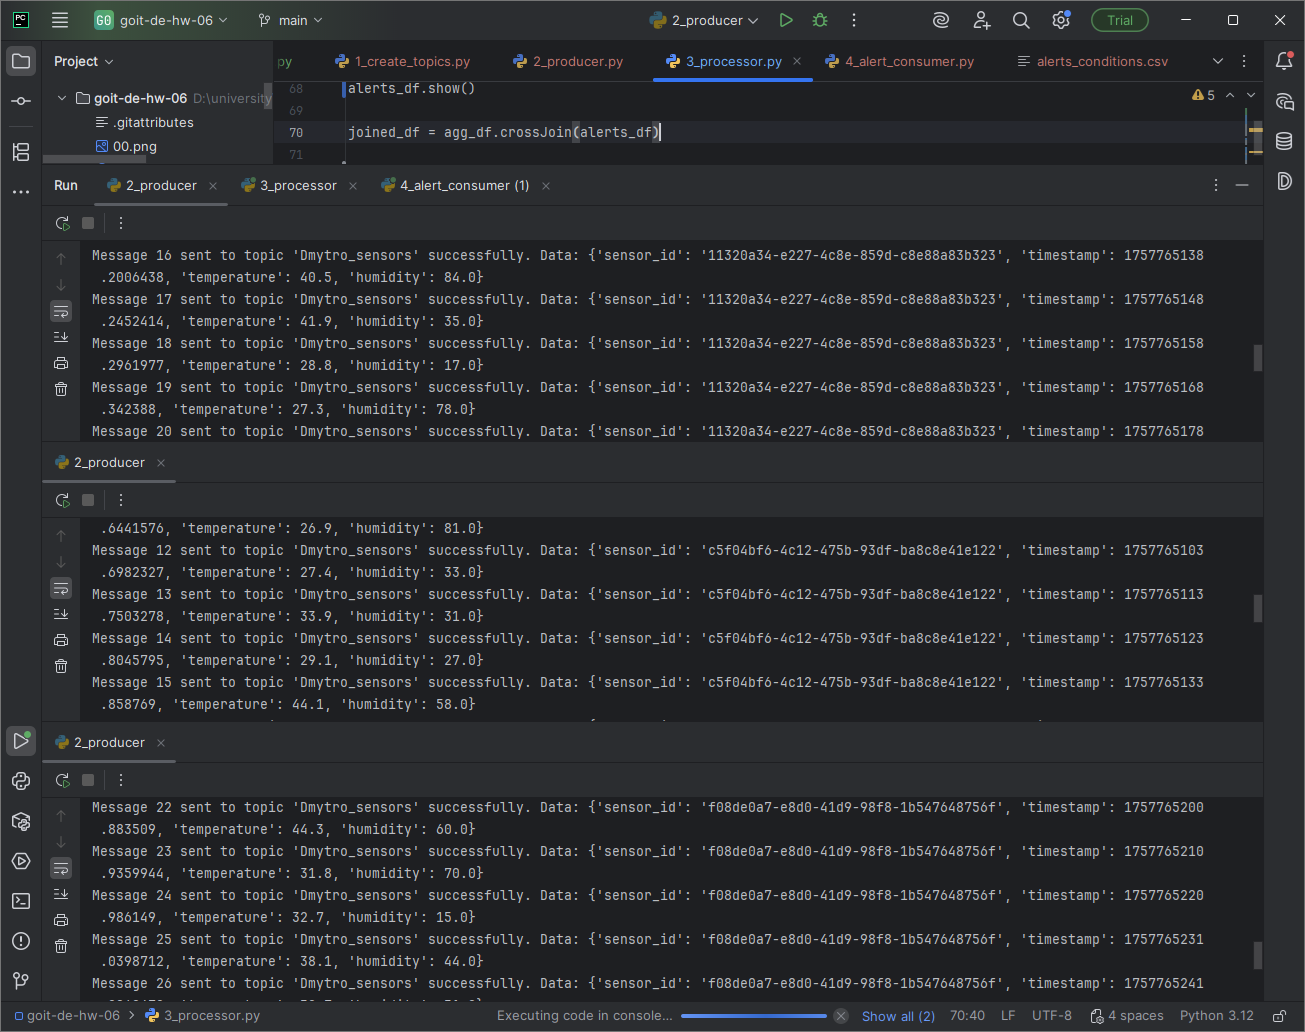 PC GO goit-de-hw-06 main 2_producer Trial
Project
py 1_create_topics.py 2_producer.py 3_processor.py 4_alert_consumer.py alerts_conditions.csv
goit-de-hw-06 D:\university
.gitattributes
00.png
68 alerts_df.show()
5
69
70 joined_df = agg_df.crossJoin(alerts_df)
71
Run 2_producer 3_processor 4_alert_consumer (1)
Message 16 sent to topic 'Dmytro_sensors' successfully. Data: {'sensor_id': '11320a34-e227-4c8e-859d-c8e88a83b323', 'timestamp': 1757765138
.2006438, 'temperature': 40.5, 'humidity': 84.0}
Message 17 sent to topic 'Dmytro_sensors' successfully. Data: {'sensor_id': '11320a34-e227-4c8e-859d-c8e88a83b323', 'timestamp': 1757765148
.2452414, 'temperature': 41.9, 'humidity': 35.0}
Message 18 sent to topic 'Dmytro_sensors' successfully. Data: {'sensor_id': '11320a34-e227-4c8e-859d-c8e88a83b323', 'timestamp': 1757765158
.2961977, 'temperature': 28.8, 'humidity': 17.0}
Message 19 sent to topic 'Dmytro_sensors' successfully. Data: {'sensor_id': '11320a34-e227-4c8e-859d-c8e88a83b323', 'timestamp': 1757765168
.342388, 'temperature': 27.3, 'humidity': 78.0}
Message 20 sent to topic 'Dmytro_sensors' successfully. Data: {'sensor_id': '11320a34-e227-4c8e-859d-c8e88a83b323', 'timestamp': 1757765178
2_producer
.6441576, 'temperature': 26.9, 'humidity': 81.0}
Message 12 sent to topic 'Dmytro_sensors' successfully. Data: {'sensor_id': 'c5f04bf6-4c12-475b-93df-ba8c8e41e122', 'timestamp': 1757765103
.6982327, 'temperature': 27.4, 'humidity': 33.0}
Message 13 sent to topic 'Dmytro_sensors' successfully. Data: {'sensor_id': 'c5f04bf6-4c12-475b-93df-ba8c8e41e122', 'timestamp': 1757765113
.7503278, 'temperature': 33.9, 'humidity': 31.0}
Message 14 sent to topic 'Dmytro_sensors' successfully. Data: {'sensor_id': 'c5f04bf6-4c12-475b-93df-ba8c8e41e122', 'timestamp': 1757765123
.8045795, 'temperature': 29.1, 'humidity': 27.0}
Message 15 sent to topic 'Dmytro_sensors' successfully. Data: {'sensor_id': 'c5f04bf6-4c12-475b-93df-ba8c8e41e122', 'timestamp': 1757765133
.858769, 'temperature': 44.1, 'humidity': 58.0}
2_producer
Message 22 sent to topic 'Dmytro_sensors' successfully. Data: {'sensor_id': 'f08de0a7-e8d0-41d9-98f8-1b547648756f', 'timestamp': 1757765200
.883509, 'temperature': 44.3, 'humidity': 60.0}
Message 23 sent to topic 'Dmytro_sensors' successfully. Data: {'sensor_id': 'f08de0a7-e8d0-41d9-98f8-1b547648756f', 'timestamp': 1757765210
.9359944, 'temperature': 31.8, 'humidity': 70.0}
Message 24 sent to topic 'Dmytro_sensors' successfully. Data: {'sensor_id': 'f08de0a7-e8d0-41d9-98f8-1b547648756f', 'timestamp': 1757765220
.986149, 'temperature': 32.7, 'humidity': 15.0}
Message 25 sent to topic 'Dmytro_sensors' successfully. Data: {'sensor_id': 'f08de0a7-e8d0-41d9-98f8-1b547648756f', 'timestamp': 1757765231
.0398712, 'temperature': 38.1, 'humidity': 44.0}
Message 26 sent to topic 'Dmytro_sensors' successfully. Data: {'sensor_id': 'f08de0a7-e8d0-41d9-98f8-1b547648756f', 'timestamp': 1757765241
goit-de-hw-06 3_processor.py Executing code in console... Show all (2) 70:40 LF UTF-8 4 spaces Python 3.12